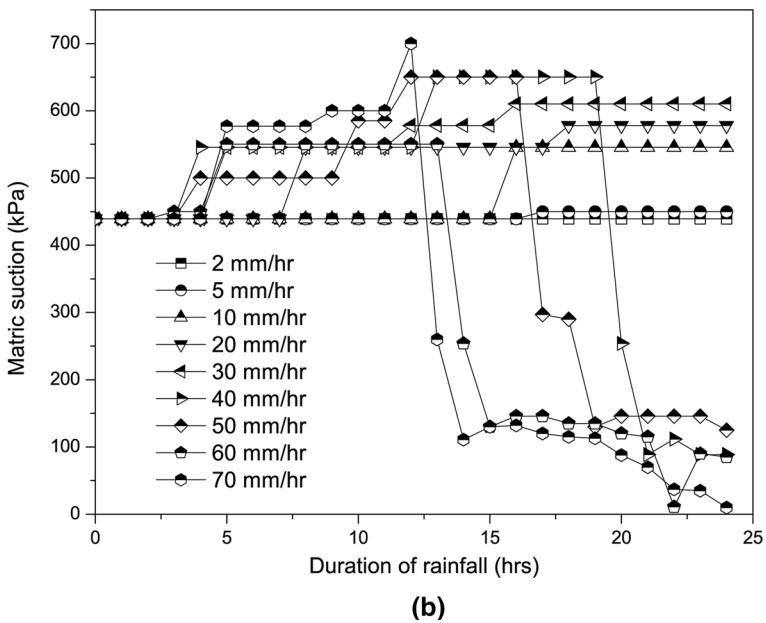 700
600
500
400
300
200
100
0
Matric suction (kPa)
2 mm/hr
5 mm/hr
10 mm/hr
20 mm/hr
30 mm/hr
40 mm/hr
50 mm/hr
60 mm/hr
70 mm/hr
0 5 10 15 20 25
Duration of rainfall (hrs)
(b)